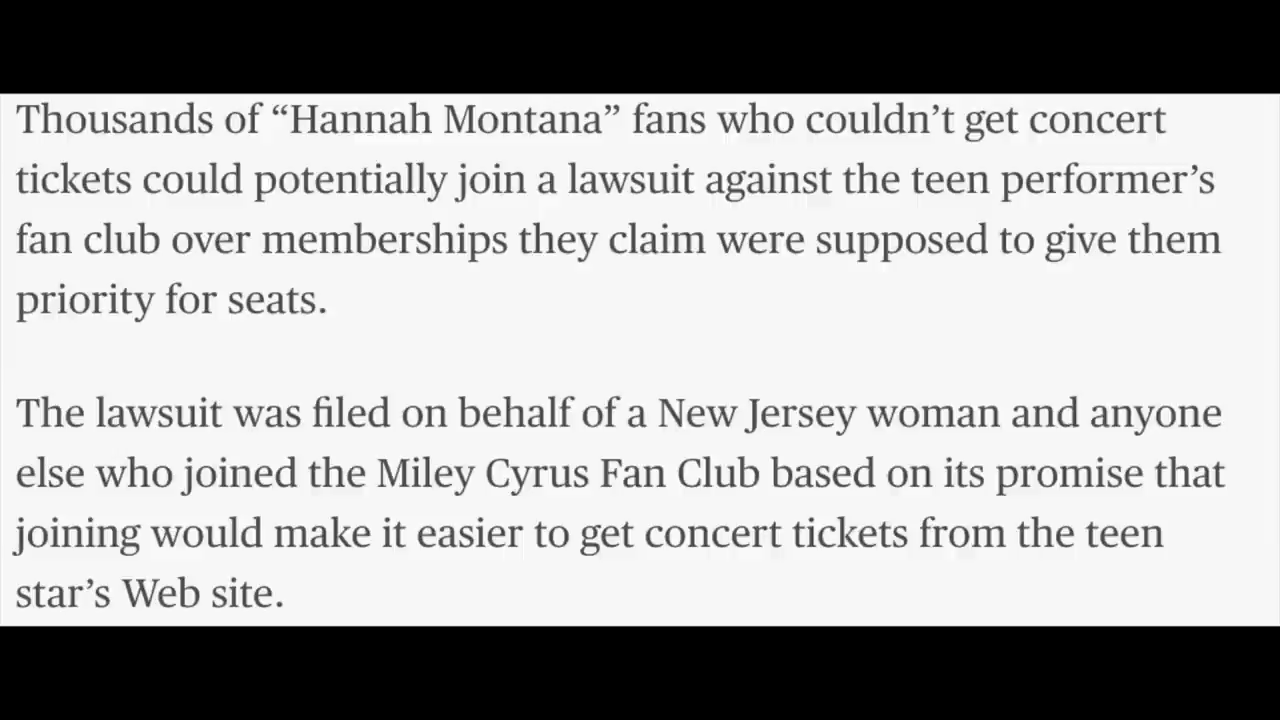 Thousands of “Hannah Montana” fans who couldn’t get concert
tickets could potentially join a lawsuit against the teen performer’s
fan club over memberships they claim were supposed to give them
priority for seats.
The lawsuit was filed on behalf of a New Jersey woman and anyone
else who joined the Miley Cyrus Fan Club based on its promise that
joining would make it easier to get concert tickets from the teen
star’s Web site.